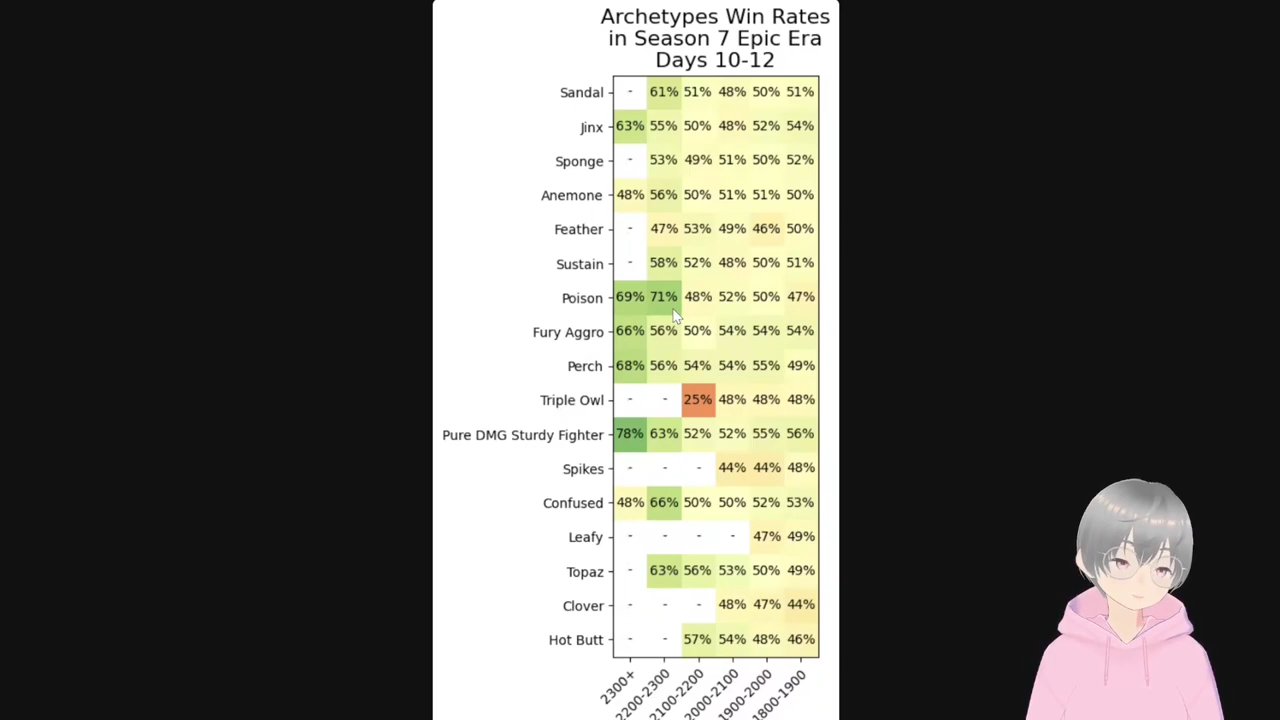 Archetypes Win Rates
in Season 7 Epic Era
Days 10-12
Sandal - 61% 51% 48% 50% 51%
Jinx 63% 55% 50% 48% 52% 54%
Sponge - 53% 49% 51% 50% 52%
Anemone 48% 56% 50% 51% 51% 50%
Feather - 47% 53% 49% 46% 50%
Sustain - 58% 52% 48% 50% 51%
Poison 69% 71% 48% 52% 50% 47%
Fury Aggro 66% 56% 50% 54% 54% 54%
Perch 68% 56% 54% 54% 55% 49%
Triple Owl - - 25% 48% 48% 48%
Pure DMG Sturdy Fighter 78% 63% 52% 52% 55% 56%
Spikes - - - 44% 44% 48%
Confused 48% 66% 50% 50% 52% 53%
Leafy - - - - 47% 49%
Topaz - 63% 56% 53% 50% 49%
Clover - - - 48% 47% 44%
Hot Butt - - 57% 54% 48% 46%
2300+ 2200-2300 2100-2200 2000-2100 1900-2000 1800-1900